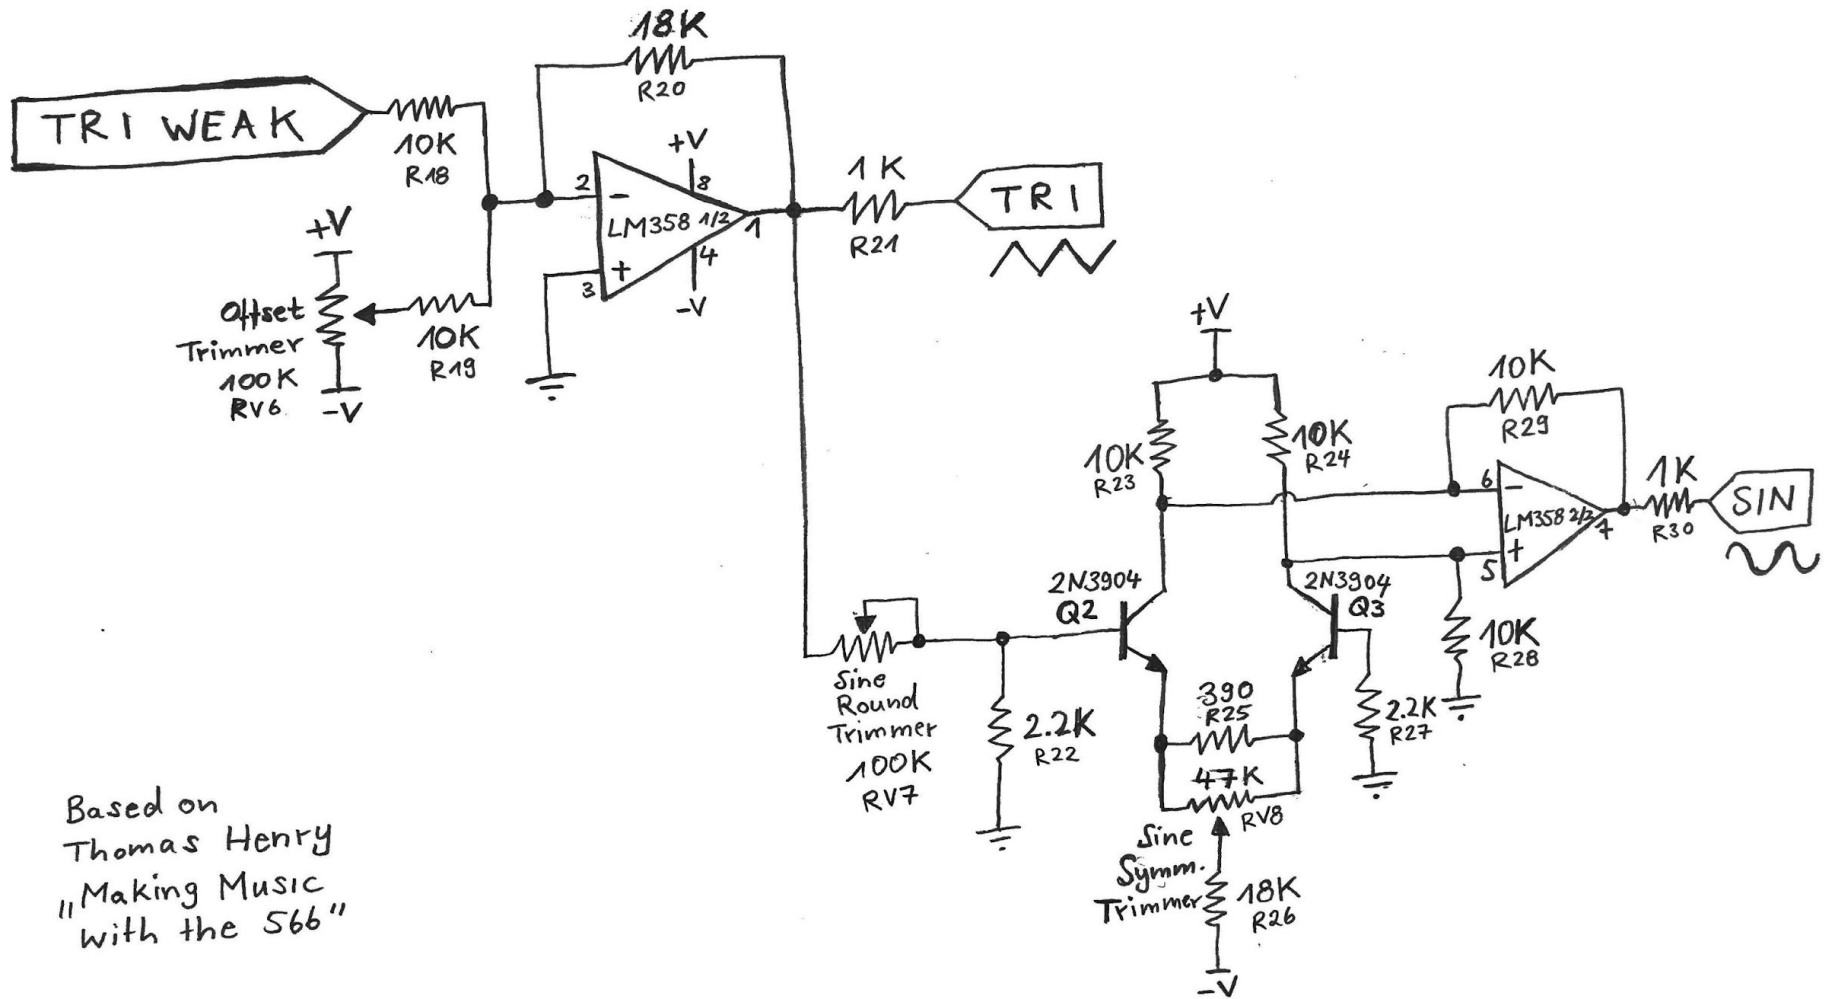 TRI WEAK
10K
R18
18K
R20
+V
Offset
Trimmer
100K
RV6
-V
10K
R19
2
-
LM358 1/2
+
3
+V
8
1
4
-V
1K
R21
TRI
Sine
Round
Trimmer
100K
RV7
2.2K
R22
+V
10K
R23
10K
R24
2N3904
Q2
2N3904
Q3
390
R25
47K
RV8
Sine
Symm.
Trimmer
18K
R26
-V
2.2K
R27
10K
R28
10K
R29
6
-
LM358 2/2
7
+
5
1K
R30
SIN
Based on
Thomas Henry
„Making Music
with the 566"